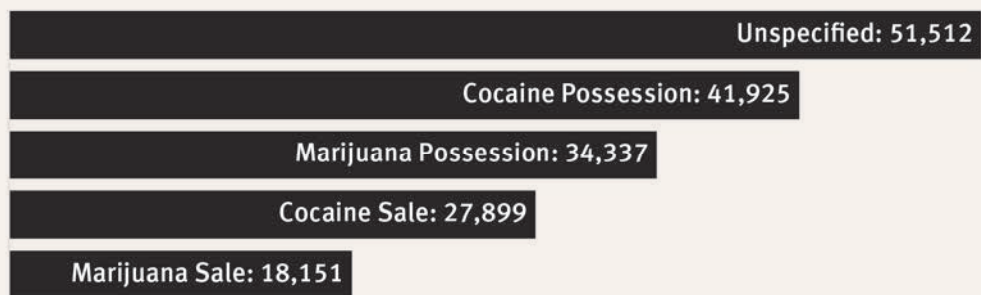 Unspecified: 51,512
Cocaine Possession: 41,925
Marijuana Possession: 34,337
Cocaine Sale: 27,899
Marijuana Sale: 18,151